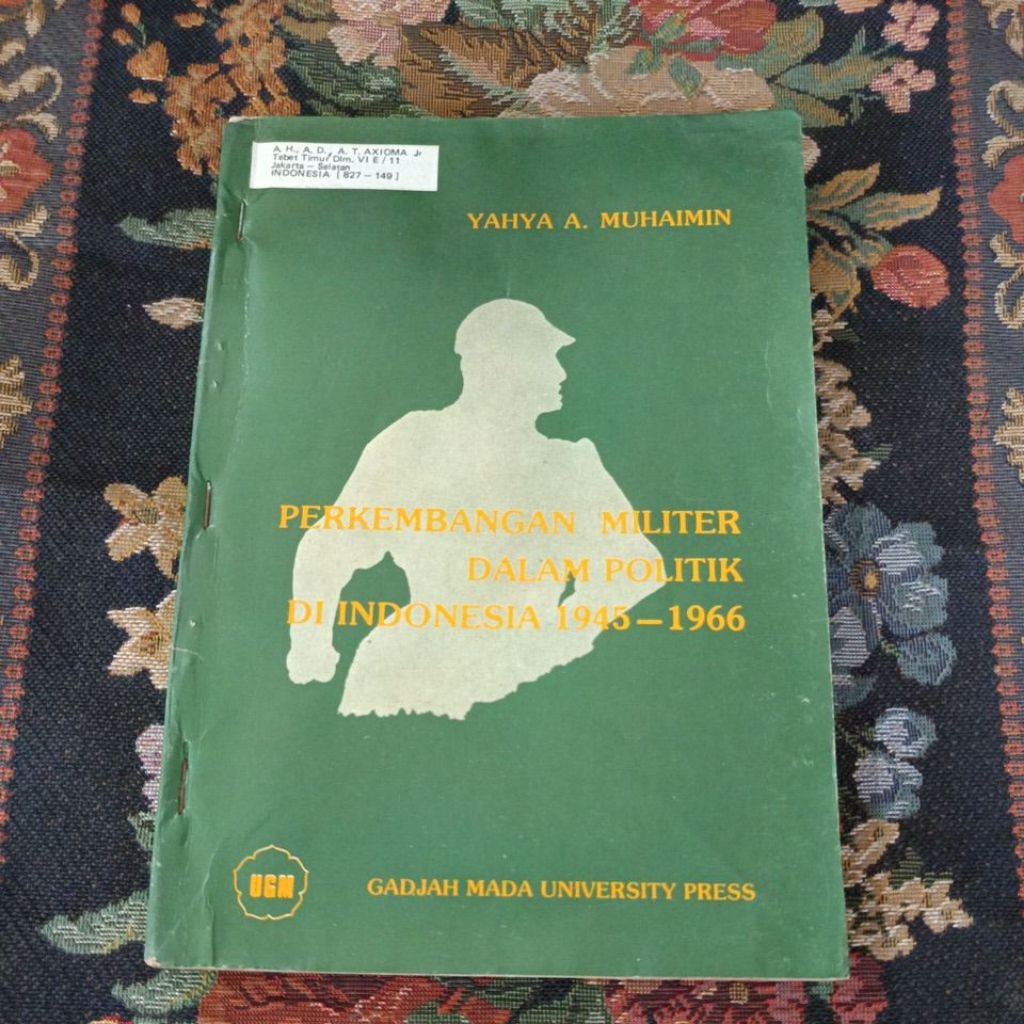 A. H., A. D., A. T. AXIOMA Jr
Tebet Timur Dlm. VI E / 11
Jakarta — Selatan
INDONESIA [ 827 — 149 ]
YAHYA A. MUHAIMIN
PERKEMBANGAN MILITER
DALAM POLITIK
DI INDONESIA 1945—1966
UGM
GADJAH MADA UNIVERSITY PRESS